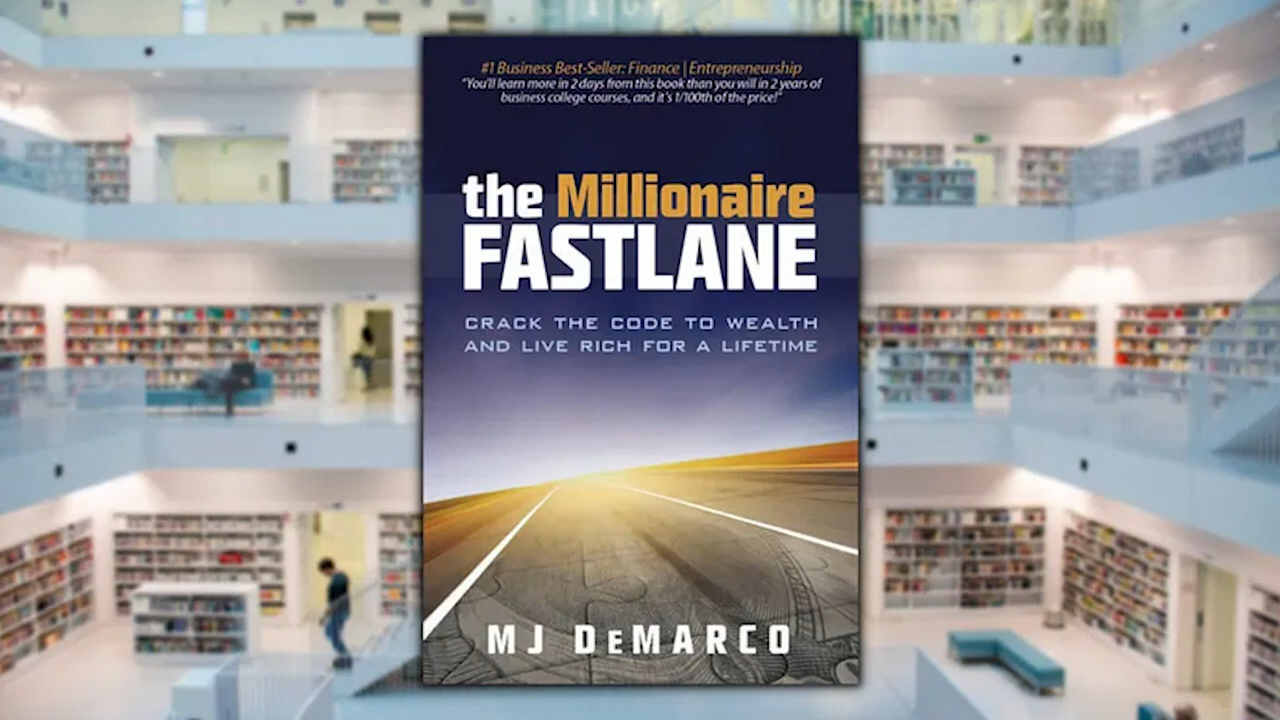 #1 Business Best-Seller: Finance | Entrepreneurship
"You'll learn more in 2 days from this book than you will in 2 years of
business college courses, and it's 1/100th of the price!"
the Millionaire
FASTLANE
CRACK THE CODE TO WEALTH
AND LIVE RICH FOR A LIFETIME
MJ DEMARCO